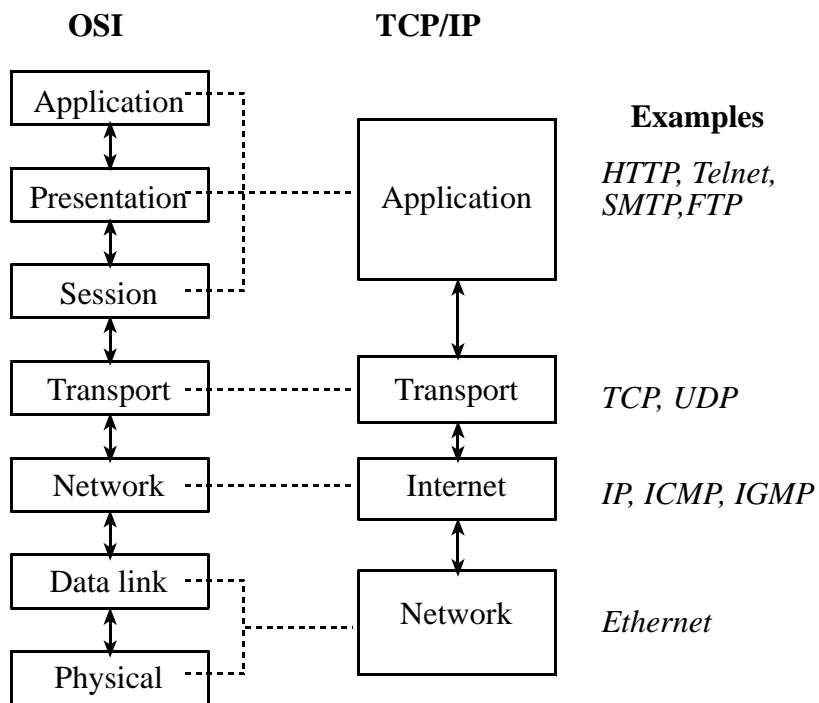 OSI
TCP/IP
Application
Presentation
Session
Transport
Network
Data link
Physical
Application
Transport
Internet
Network
Examples
HTTP, Telnet,
SMTP,FTP
TCP, UDP
IP, ICMP, IGMP
Ethernet